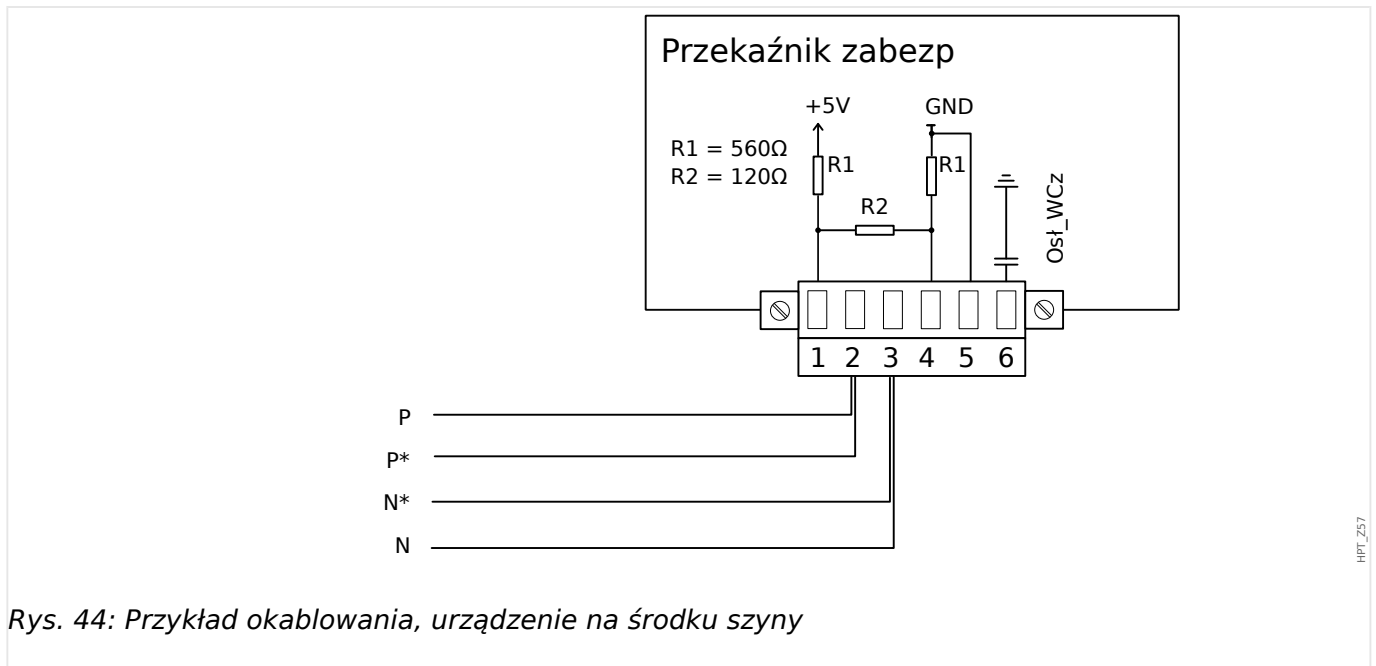 Przekaźnik zabezp
+5V
GND
R1 = 560Ω
R2 = 120Ω
R1
R1
R2
Osł_WCz
1 2 3 4 5 6
P
P*
N*
N
HPT_Z57
Rys. 44: Przykład okablowania, urządzenie na środku szyny